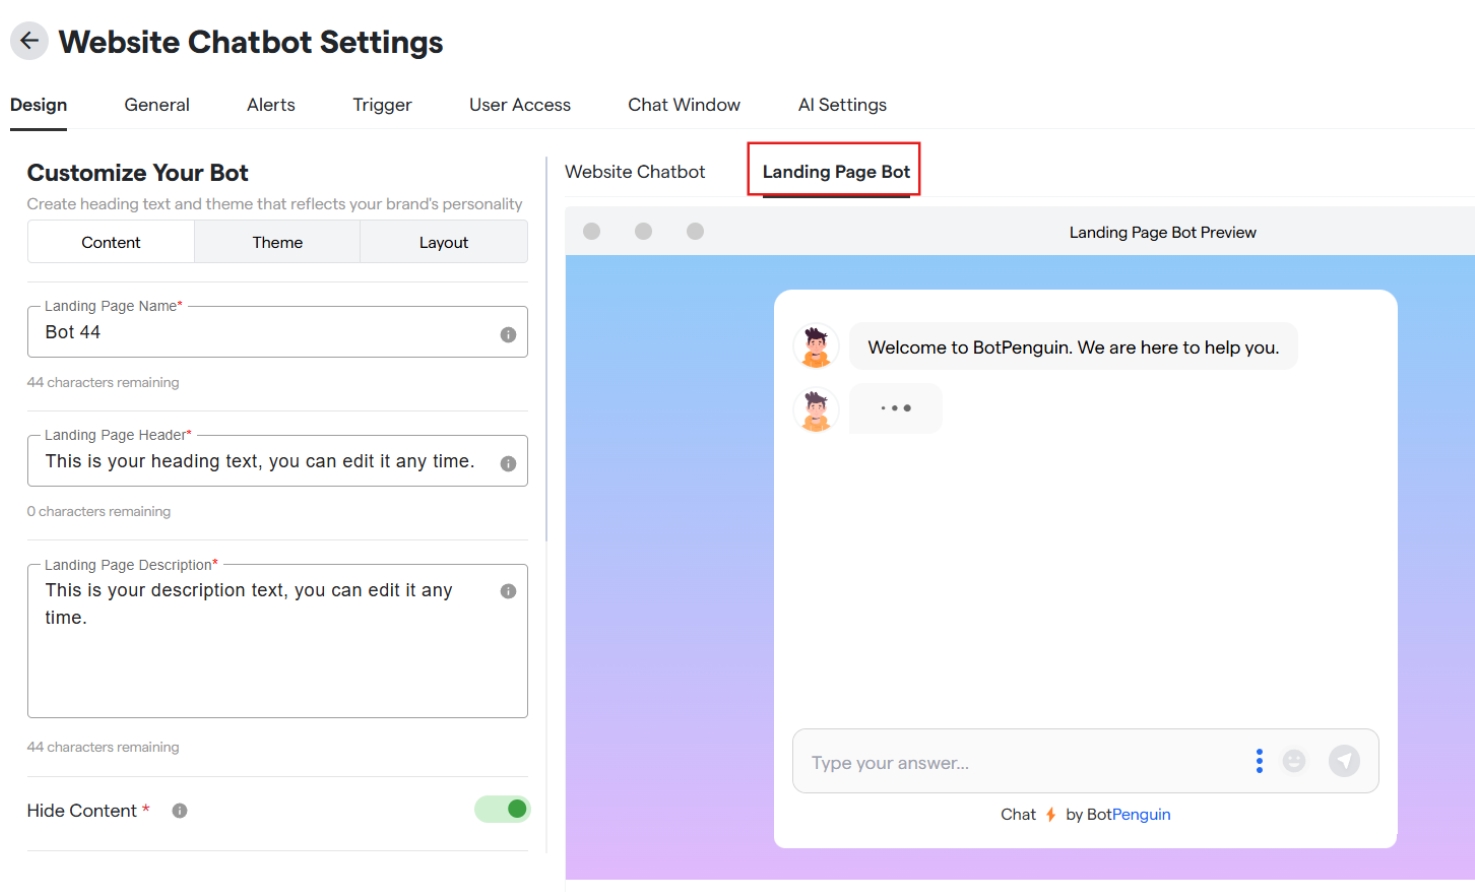 Website Chatbot Settings
Design General Alerts Trigger User Access Chat Window AI Settings
Customize Your Bot
Create heading text and theme that reflects your brand's personality
Content Theme Layout
Landing Page Name*
Bot 44
44 characters remaining
Landing Page Header*
This is your heading text, you can edit it any time.
0 characters remaining
Landing Page Description*
This is your description text, you can edit it any
time.
44 characters remaining
Hide Content *
Website Chatbot Landing Page Bot
Landing Page Bot Preview
Welcome to BotPenguin. We are here to help you.
Type your answer...
Chat by BotPenguin